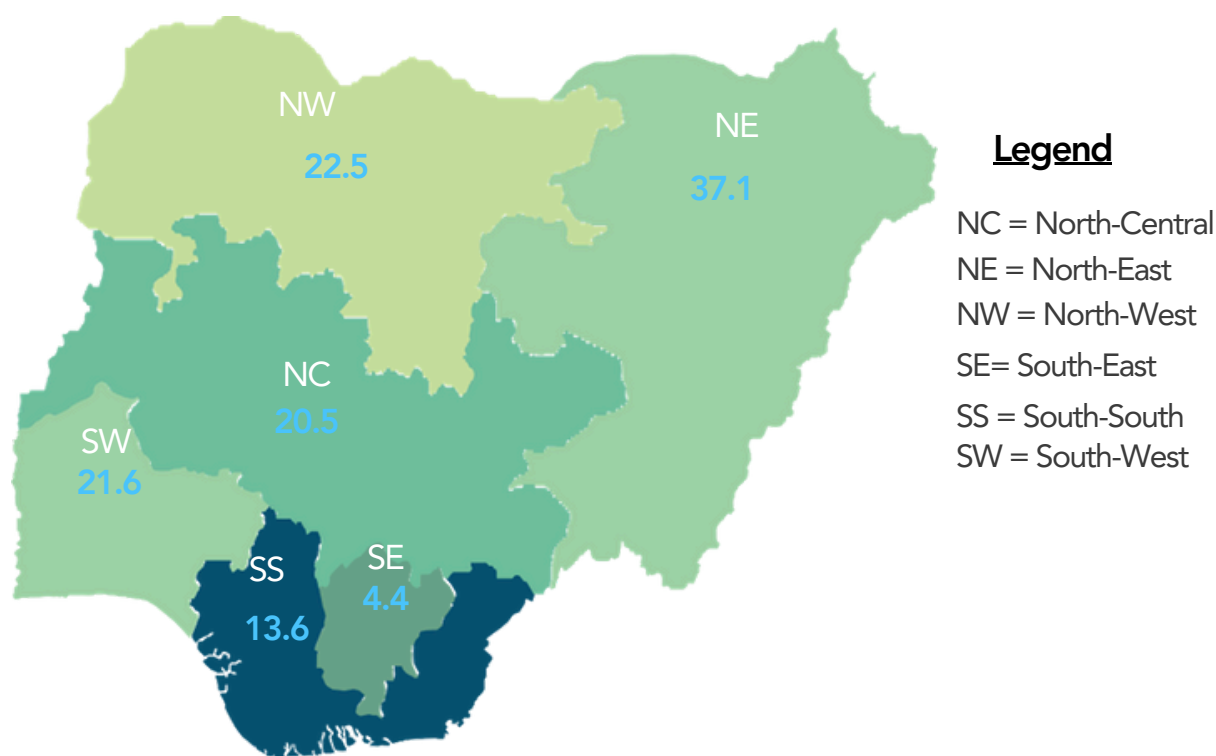 NW
22.5
NE
37.1
NC
20.5
SW
21.6
SS
13.6
SE
4.4
Legend
NC = North-Central
NE = North-East
NW = North-West
SE= South-East
SS = South-South
SW = South-West